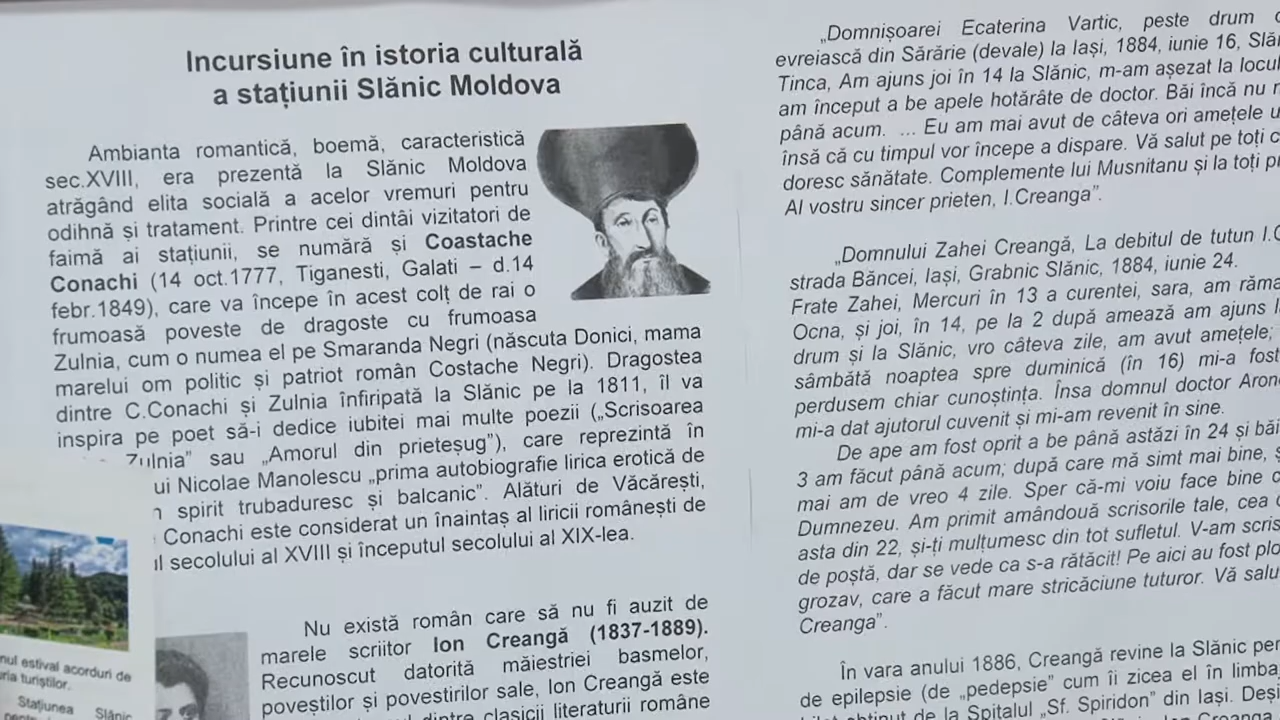 Incursiune în istoria culturală
a stațiunii Slănic Moldova
Ambianta romantică, boemă, caracteristică
sec.XVIII, era prezentă la Slănic Moldova
atrăgând elita socială a acelor vremuri pentru
odihnă și tratament. Printre cei dintâi vizitatori de
faimă ai stațiunii, se numără și Coastache
Conachi (14 oct.1777, Tiganesti, Galati – d.14
febr.1849), care va începe în acest colț de rai o
frumoasă poveste de dragoste cu frumoasa
Zulnia, cum o numea el pe Smaranda Negri (născuta Donici, mama
marelui om politic și patriot român Costache Negri). Dragostea
dintre C.Conachi și Zulnia înfiripată la Slănic pe la 1811, îl va
inspira pe poet să-i dedice iubitei mai multe poezii („Scrisoarea
Zulnia” sau „Amorul din prieteșug”), care reprezintă în
Nicolae Manolescu „prima autobiografie lirica erotică de
spirit trubaduresc și balcanic”. Alături de Văcărești,
Conachi este considerat un înaintaș al liricii românești de
secolului al XVIII și începutul secolului al XIX-lea.
Nu există român care să nu fi auzit de
marele scriitor Ion Creangă (1837-1889).
Recunoscut datorită măiestriei basmelor,
poveștilor și povestirilor sale, Ion Creangă este
dintre clasicii literaturii române
estival acorduri de
turiștilor.
Stațiunea Slănic
„Domnișoarei Ecaterina Vartic, peste drum
evreiască din Sărărie (devale) la Iași, 1884, iunie 16,
Tinca, Am ajuns joi în 14 la Slănic, m-am așezat la
am început a be apele hotărâte de doctor. Băi încă nu
până acum. ... Eu am mai avut de câteva ori amețele
însă că cu timpul vor începe a dispare. Vă salut pe toți
doresc sănătate. Complemente lui Musnitanu și la toți
Al vostru sincer prieten, I.Creanga”.
„Domnului Zahei Creangă, La debitul de tutun
strada Băncei, Iași, Grabnic Slănic, 1884, iunie 24.
Frate Zahei, Mercuri în 13 a curentei, sara, am
Ocna, și joi, în 14, pe la 2 după amează am ajuns
drum și la Slănic, vro câteva zile, am avut amețele;
sâmbătă noaptea spre duminică (în 16) mi-a fost
perdusem chiar cunoștința. Însa domnul doctor
mi-a dat ajutorul cuvenit și mi-am revenit în sine.
De ape am fost oprit a be până astăzi în 24 și
3 am făcut până acum; după care mă simt mai bine,
mai am de vreo 4 zile. Sper că-mi voiu face bine
Dumnezeu. Am primit amândouă scrisorile tale, cea
asta din 22, și-ți mulțumesc din tot sufletul. V-am
de poștă, dar se vede ca s-a rătăcit! Pe aici au fost
grozav, care a făcut mare stricăciune tuturor. Vă
Creanga”.
În vara anului 1886, Creangă revine la Slănic
de epilepsie (de „pedepsie” cum îi zicea el în limba
obținut de la Spitalul „Sf. Spiridon” din Iași.